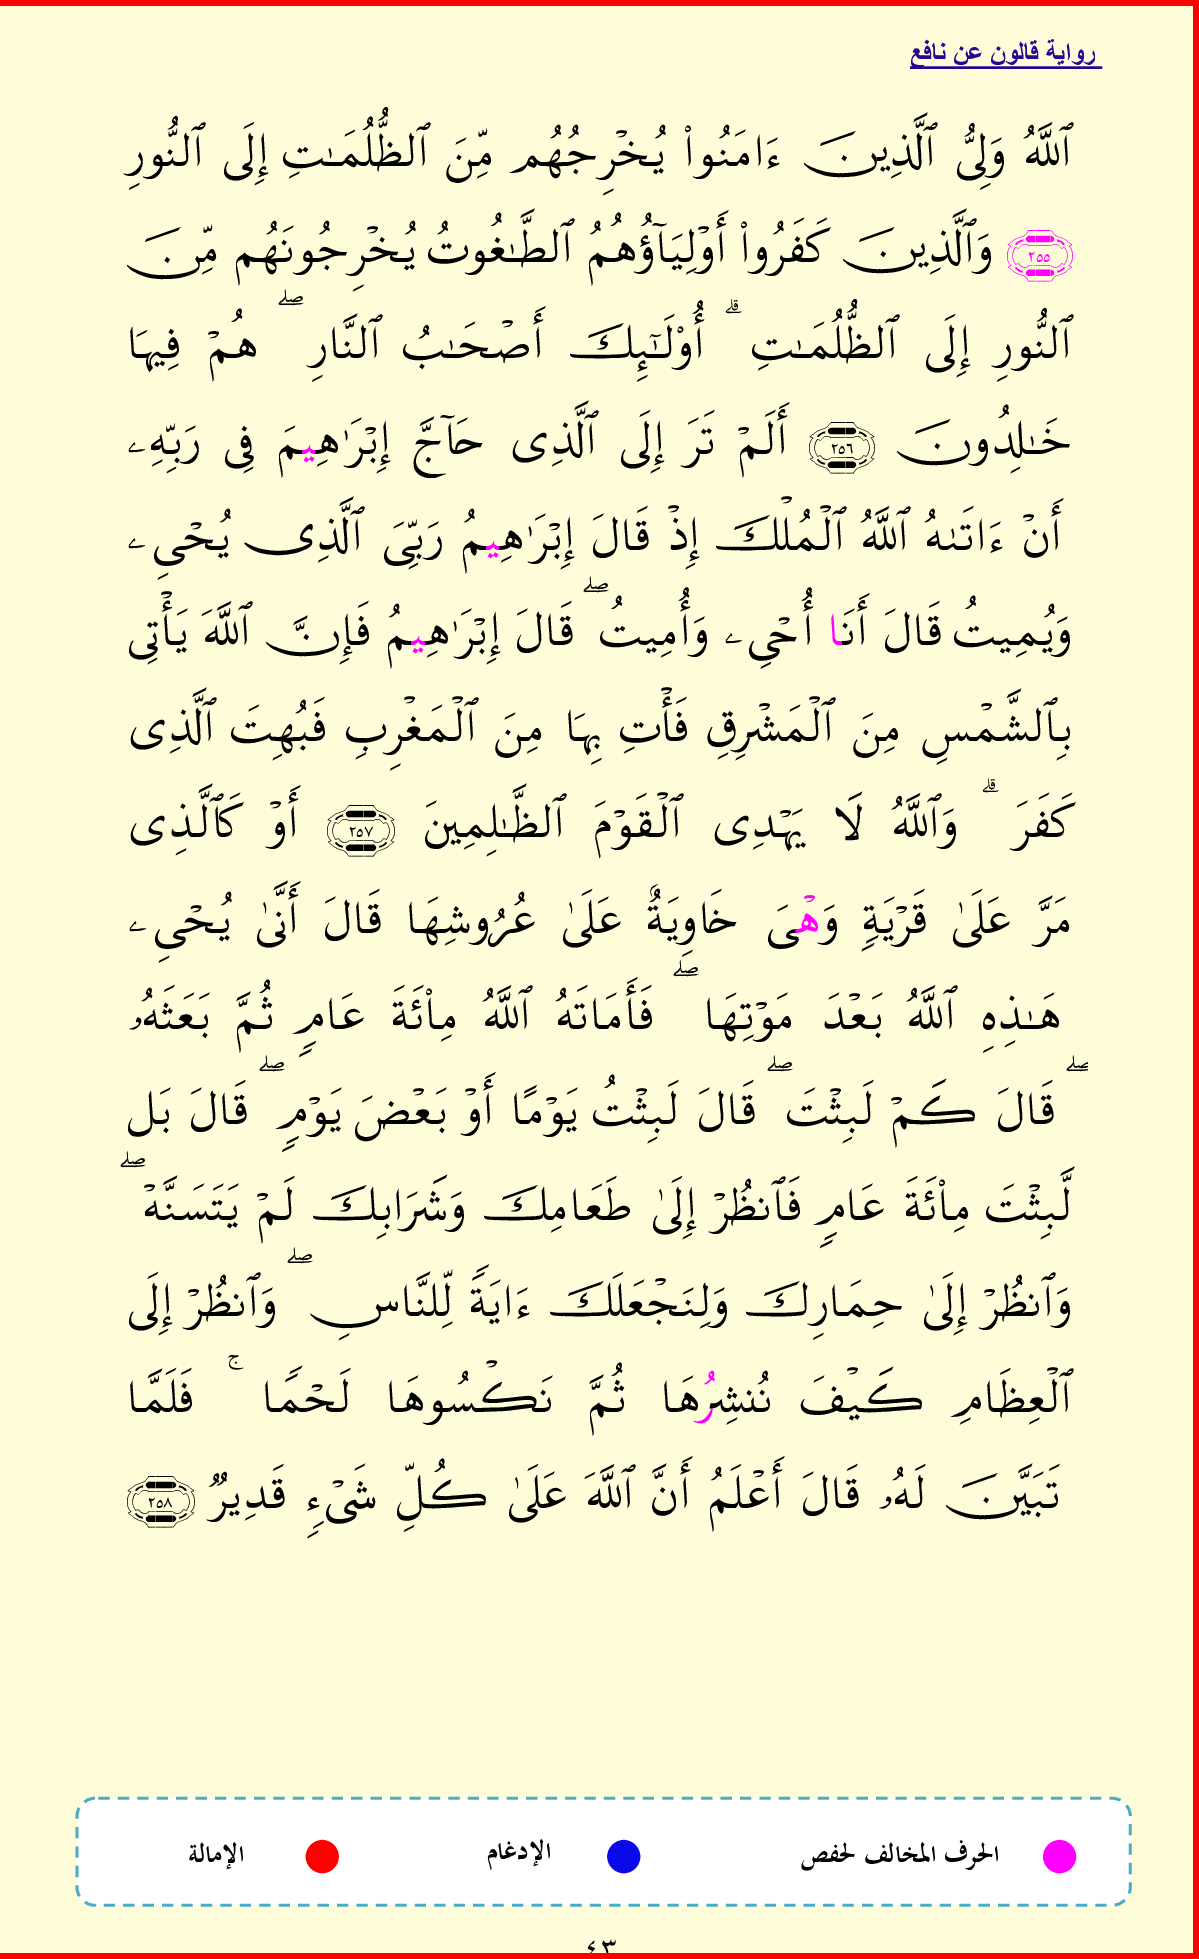 رواية قالون عن نافع
ٱللَّهُ وَلِىُّ ٱلَّذِينَ ءَامَنُواْ يُخْرِجُهُم مِّنَ ٱلظُّلُمَـٰتِ إِلَى ٱلنُّورِ
٢٥٥ وَٱلَّذِينَ كَفَرُواْ أَوْلِيَآؤُهُمُ ٱلطَّـٰغُوتُ يُخْرِجُونَهُم مِّنَ
ٱلنُّورِ إِلَى ٱلظُّلُمَـٰتِ ۗ أُوْلَـٰٓئِكَ أَصْحَـٰبُ ٱلنَّارِ ۖ هُمْ فِيهَا
خَـٰلِدُونَ ٢٥٦ أَلَمْ تَرَ إِلَى ٱلَّذِى حَآجَّ إِبْرَٰهِيمَ فِى رَبِّهِۦ
أَنْ ءَاتَىٰهُ ٱللَّهُ ٱلْمُلْكَ إِذْ قَالَ إِبْرَٰهِيمُ رَبِّىَ ٱلَّذِى يُحْىِۦ
وَيُمِيتُ قَالَ أَنَا أُحْىِۦ وَأُمِيتُ ۖ قَالَ إِبْرَٰهِيمُ فَإِنَّ ٱللَّهَ يَأْتِى
بِٱلشَّمْسِ مِنَ ٱلْمَشْرِقِ فَأْتِ بِهَا مِنَ ٱلْمَغْرِبِ فَبُهِتَ ٱلَّذِى
كَفَرَ ۗ وَٱللَّهُ لَا يَهْدِى ٱلْقَوْمَ ٱلظَّـٰلِمِينَ ٢٥٧ أَوْ كَٱلَّذِى
مَرَّ عَلَىٰ قَرْيَةٍ وَهْىَ خَاوِيَةٌ عَلَىٰ عُرُوشِهَا قَالَ أَنَّىٰ يُحْىِۦ
هَـٰذِهِ ٱللَّهُ بَعْدَ مَوْتِهَا ۖ فَأَمَاتَهُ ٱللَّهُ مِاْئَةَ عَامٍ ثُمَّ بَعَثَهُۥ
ۖ قَالَ كَمْ لَبِثْتَ ۖ قَالَ لَبِثْتُ يَوْمًا أَوْ بَعْضَ يَوْمٍ ۖ قَالَ بَل
لَّبِثْتَ مِاْئَةَ عَامٍ فَٱنظُرْ إِلَىٰ طَعَامِكَ وَشَرَابِكَ لَمْ يَتَسَنَّهْ ۖ
وَٱنظُرْ إِلَىٰ حِمَارِكَ وَلِنَجْعَلَكَ ءَايَةً لِّلنَّاسِ ۖ وَٱنظُرْ إِلَى
ٱلْعِظَامِ كَيْفَ نُنشِرُهَا ثُمَّ نَكْسُوهَا لَحْمًا ۚ فَلَمَّا
تَبَيَّنَ لَهُۥ قَالَ أَعْلَمُ أَنَّ ٱللَّهَ عَلَىٰ كُلِّ شَىْءٍ قَدِيرٌ ٢٥٨
الحرف المخالف لحفص الإدغام الإمالة
٤٣